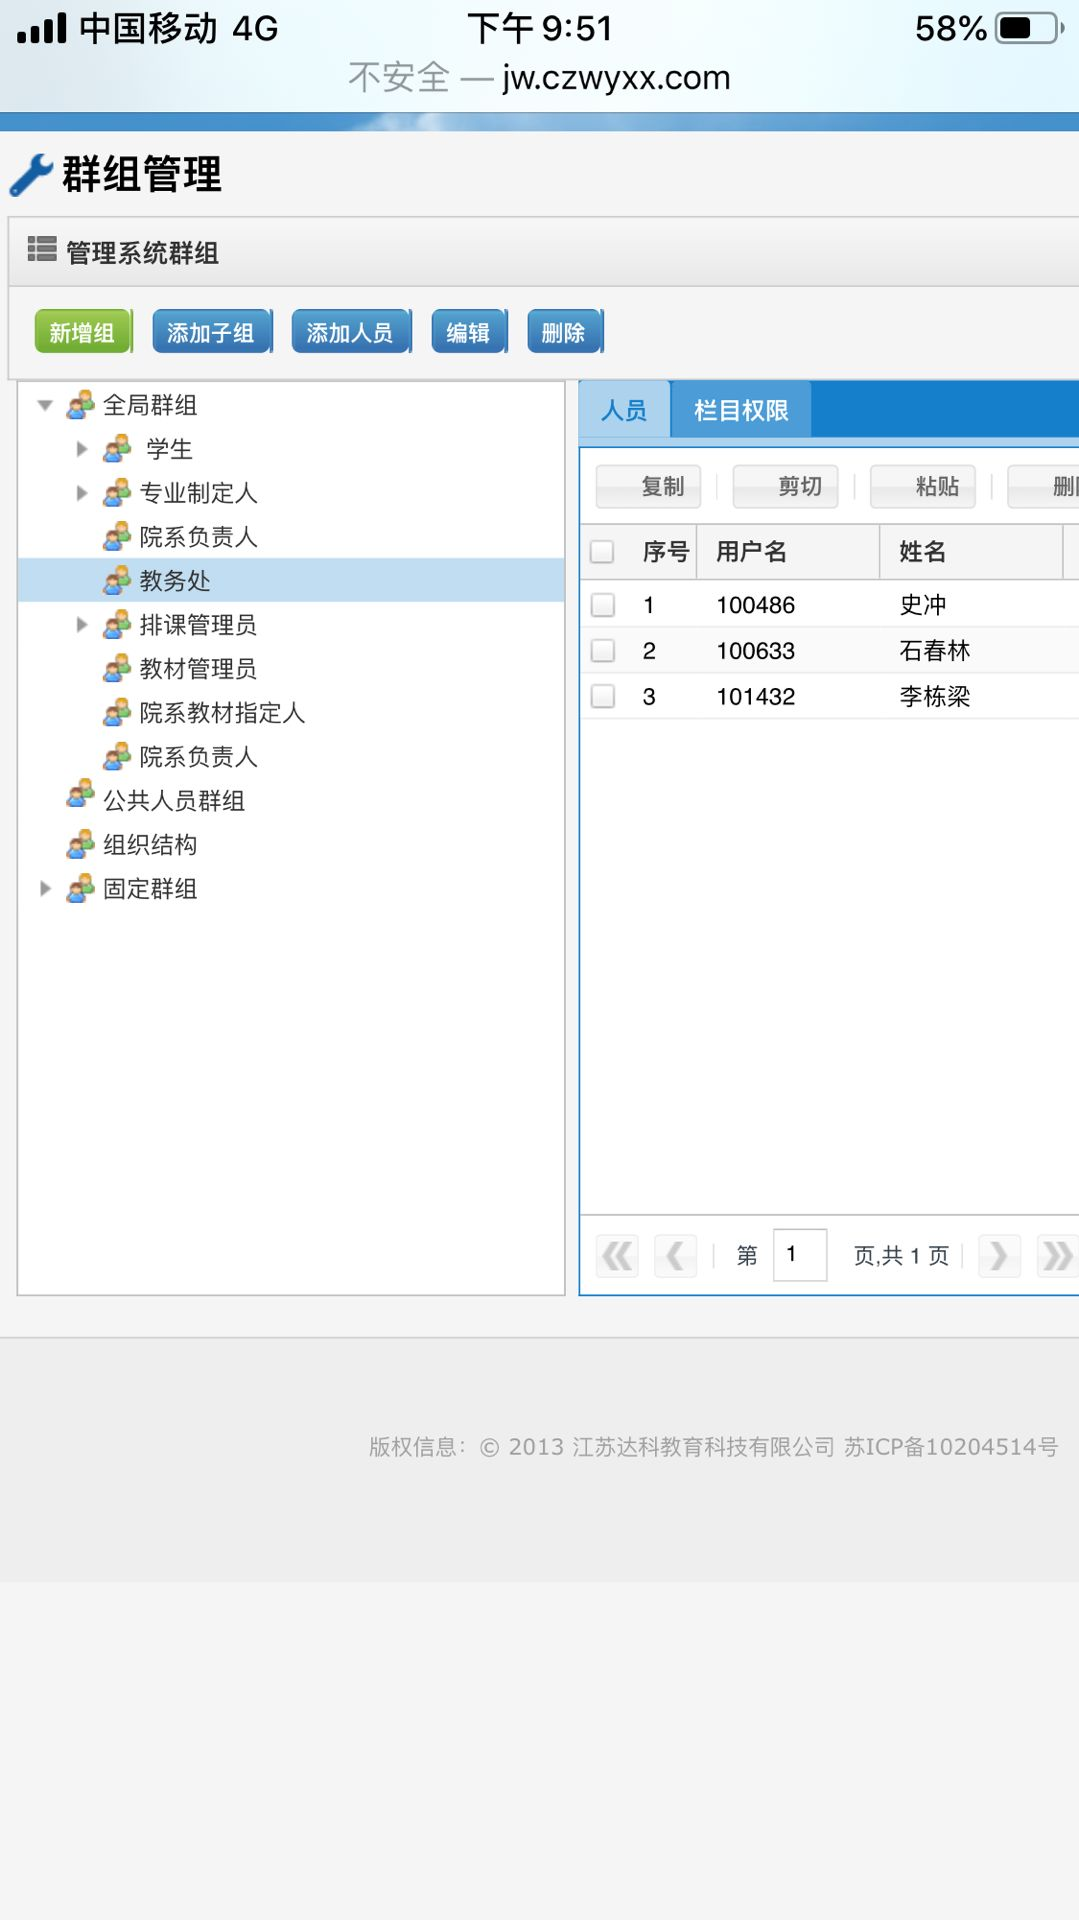 中国移动 4G 下午 9:51 58%
不安全 — jw.czwyxx.com
群组管理
管理系统群组
新增组 添加子组 添加人员 编辑 删除
全局群组
学生
专业制定人
院系负责人
教务处
排课管理员
教材管理员
院系教材指定人
院系负责人
公共人员群组
组织结构
固定群组
人员 栏目权限
复制 剪切 粘贴 删
序号 用户名 姓名
1 100486 史冲
2 100633 石春林
3 101432 李栋梁
第 1 页,共 1 页
版权信息：© 2013 江苏达科教育科技有限公司 苏ICP备10204514号